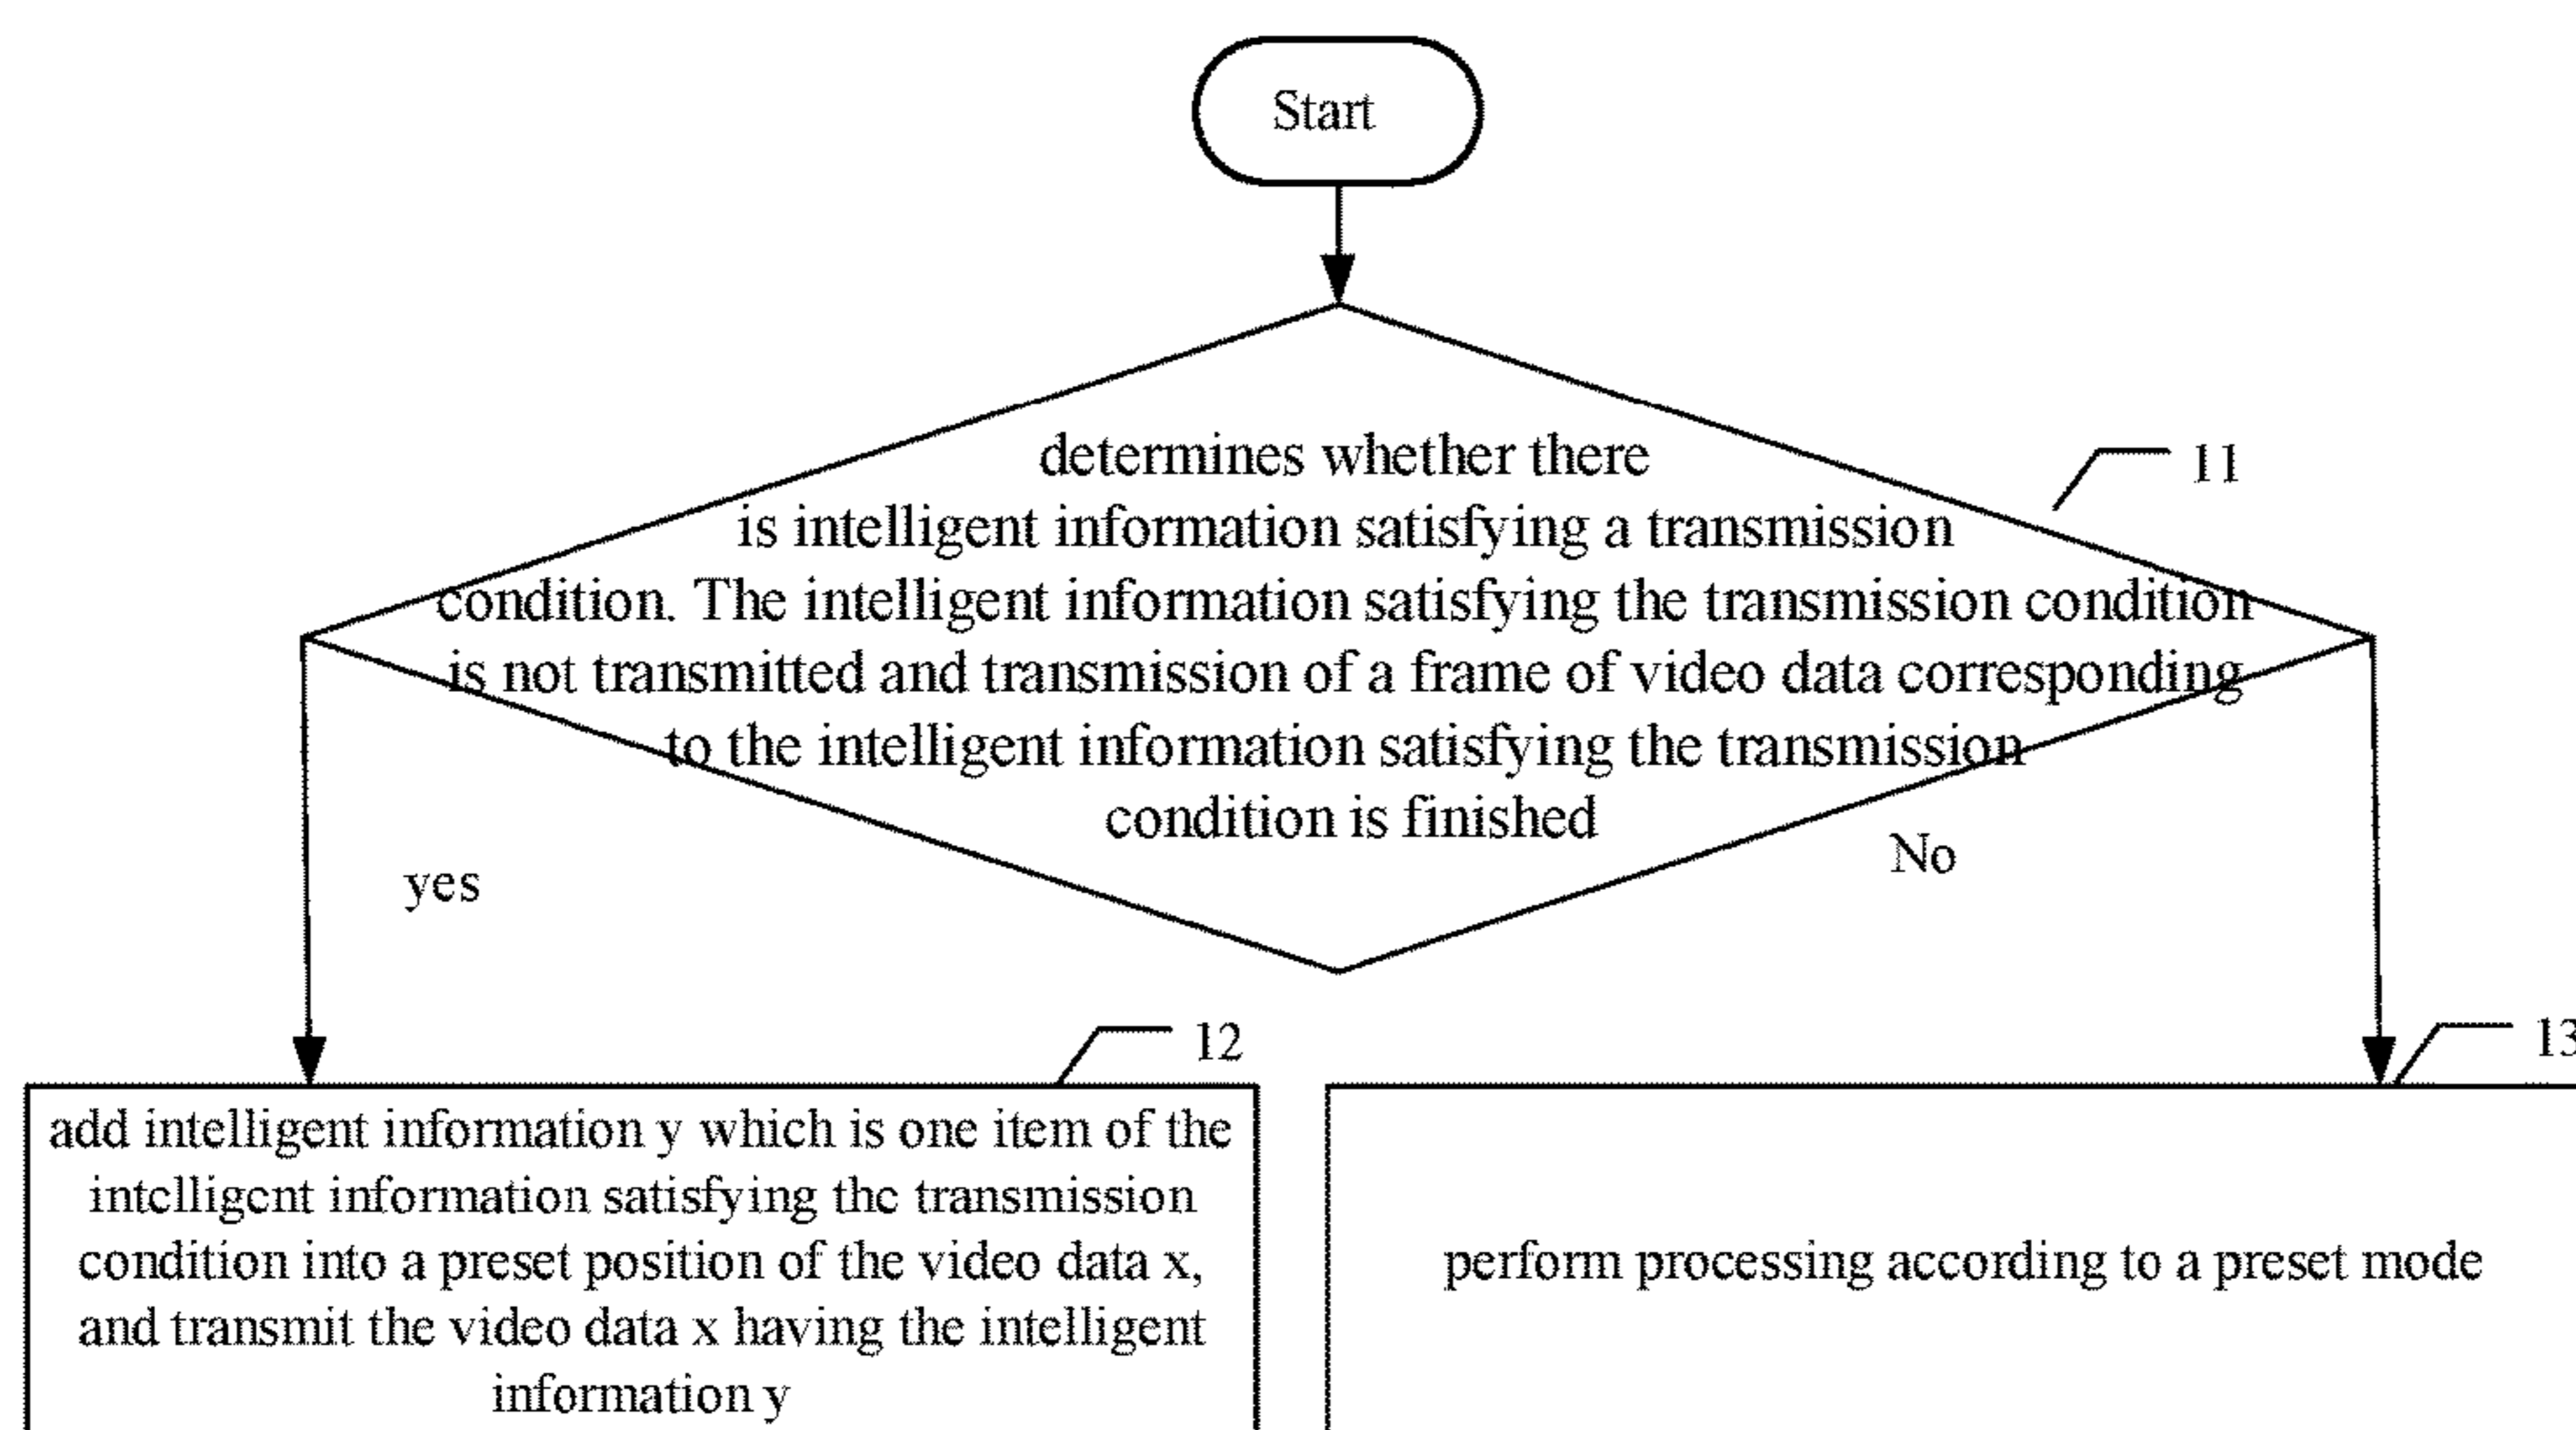 Start
determines whether there
is intelligent information satisfying a transmission
condition. The intelligent information satisfying the transmission condition
is not transmitted and transmission of a frame of video data corresponding
to the intelligent information satisfying the transmission
condition is finished
11
yes
No
12
add intelligent information y which is one item of the
intelligent information satisfying the transmission
condition into a preset position of the video data x,
and transmit the video data x having the intelligent
information y
13
perform processing according to a preset mode